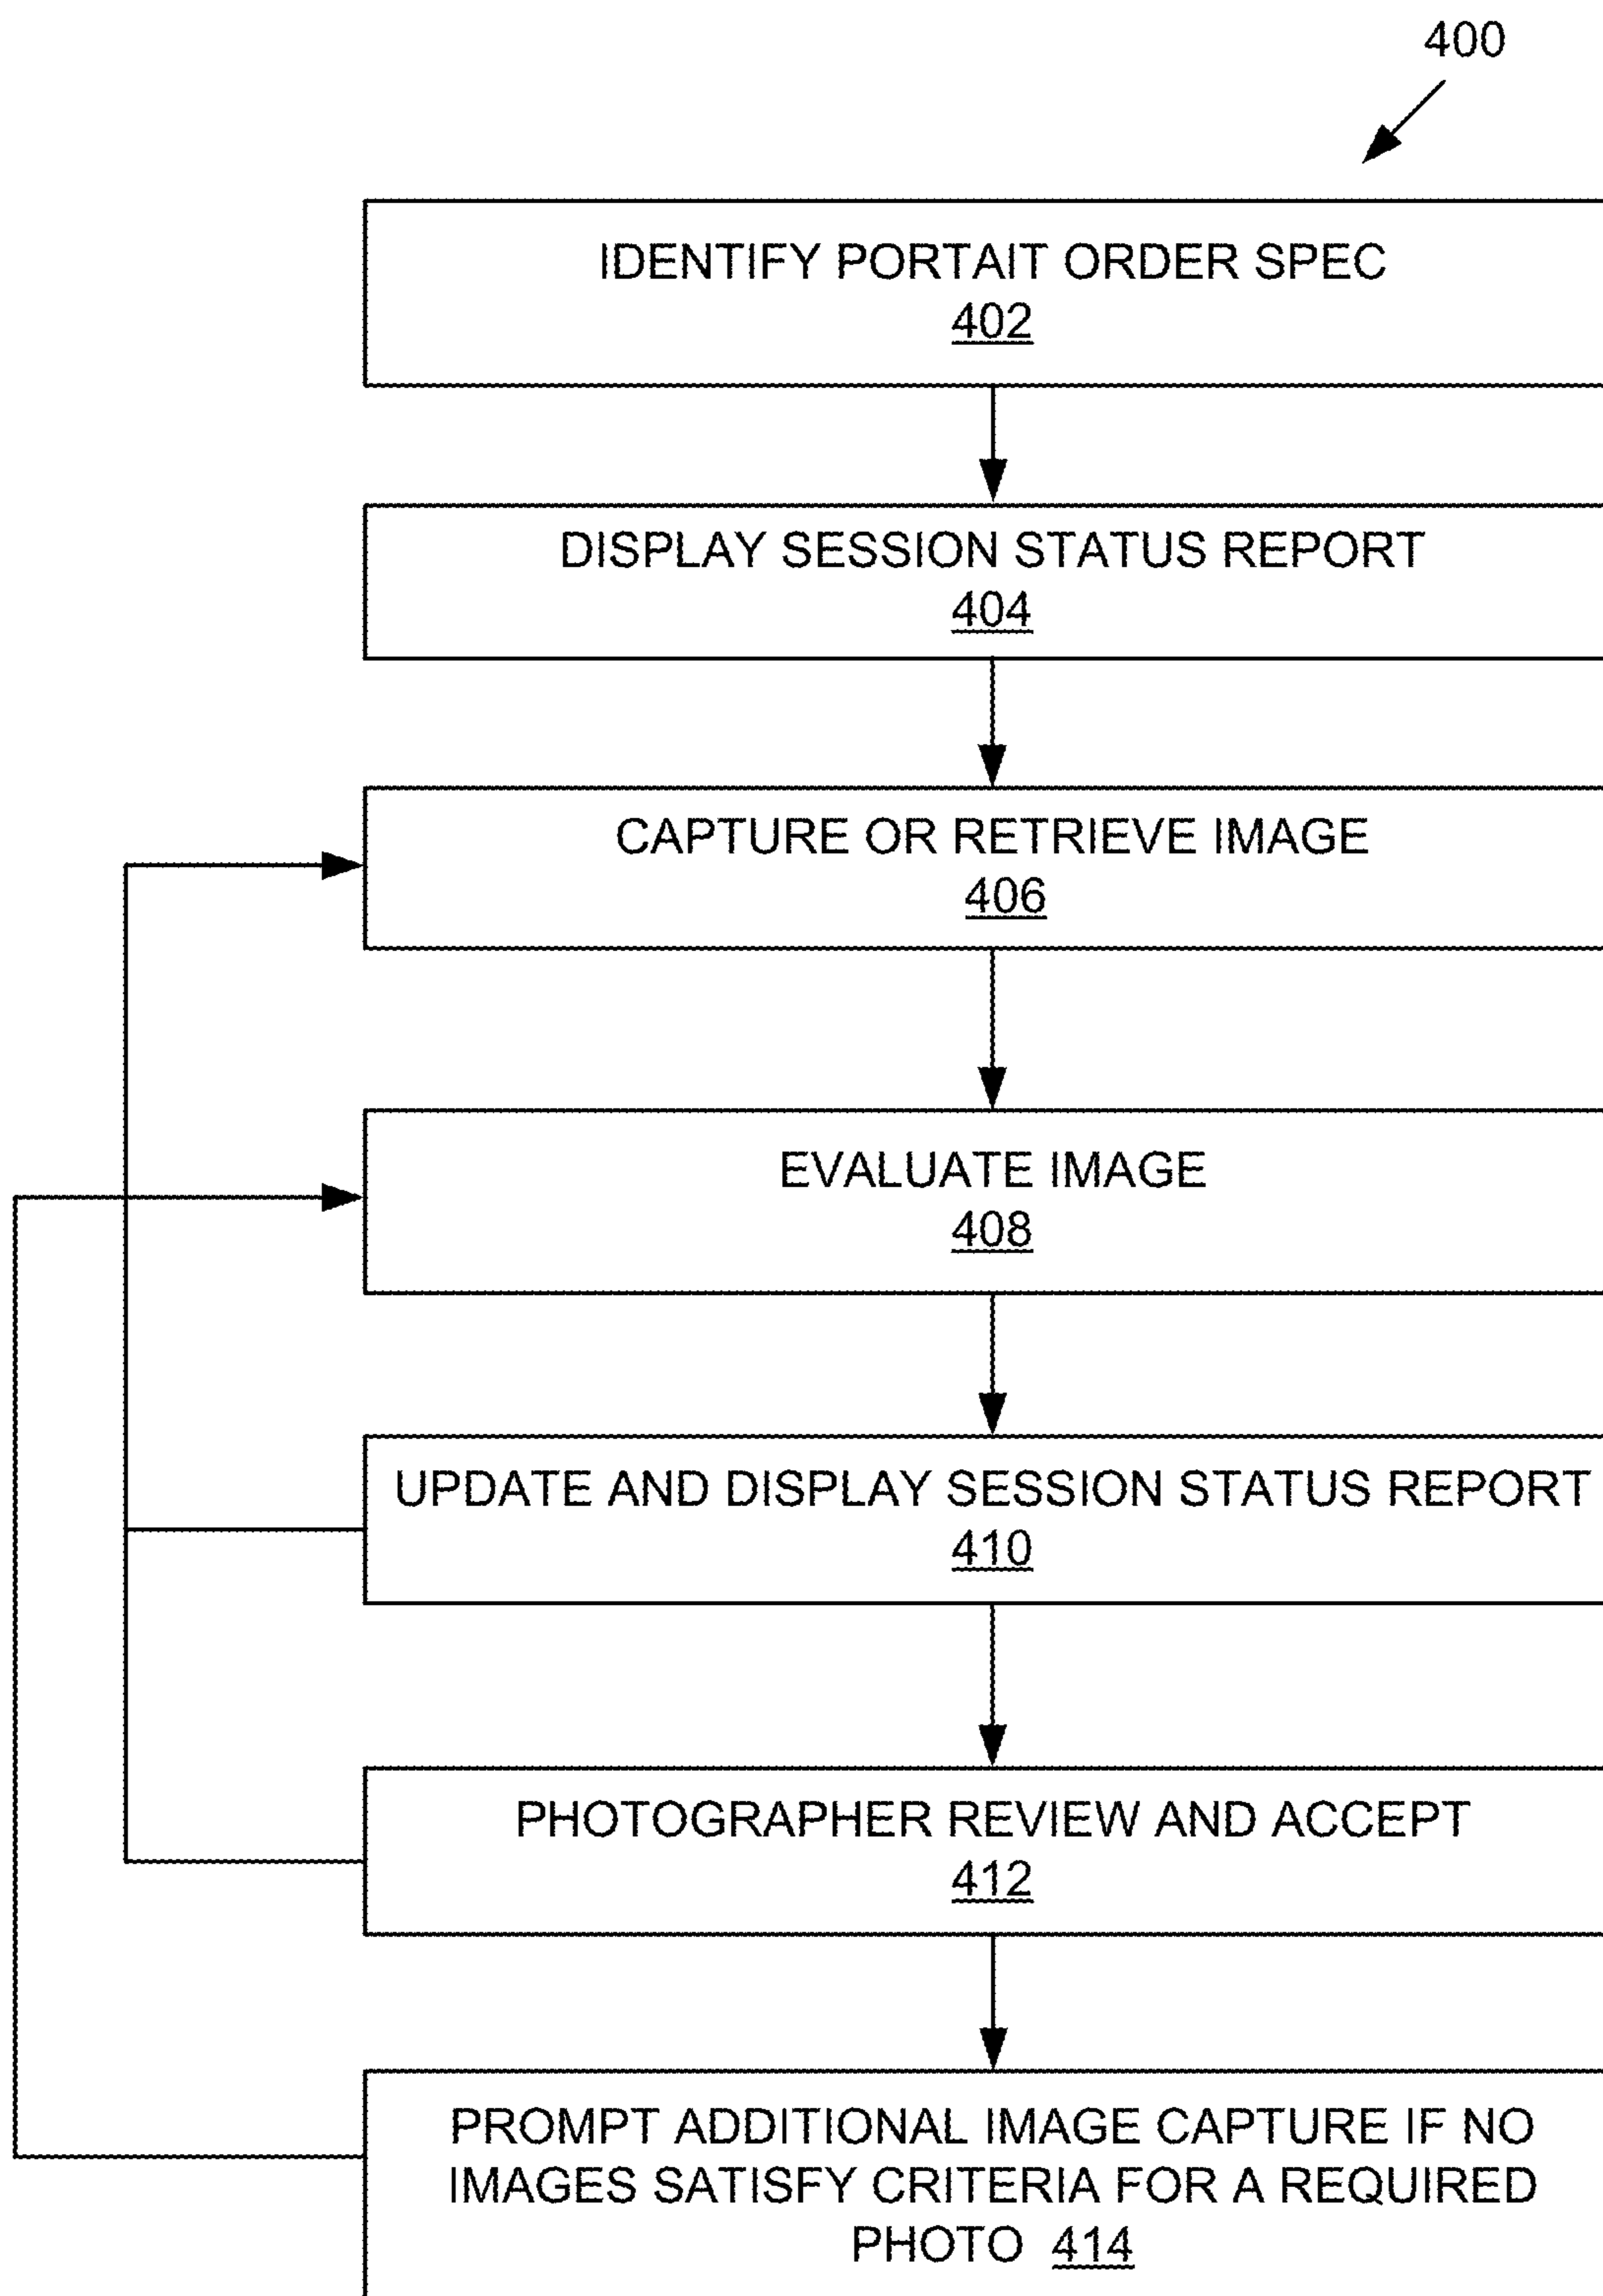 400
IDENTIFY PORTAIT ORDER SPEC
402
DISPLAY SESSION STATUS REPORT
404
CAPTURE OR RETRIEVE IMAGE
406
EVALUATE IMAGE
408
UPDATE AND DISPLAY SESSION STATUS REPORT
410
PHOTOGRAPHER REVIEW AND ACCEPT
412
PROMPT ADDITIONAL IMAGE CAPTURE IF NO
IMAGES SATISFY CRITERIA FOR A REQUIRED
PHOTO 414